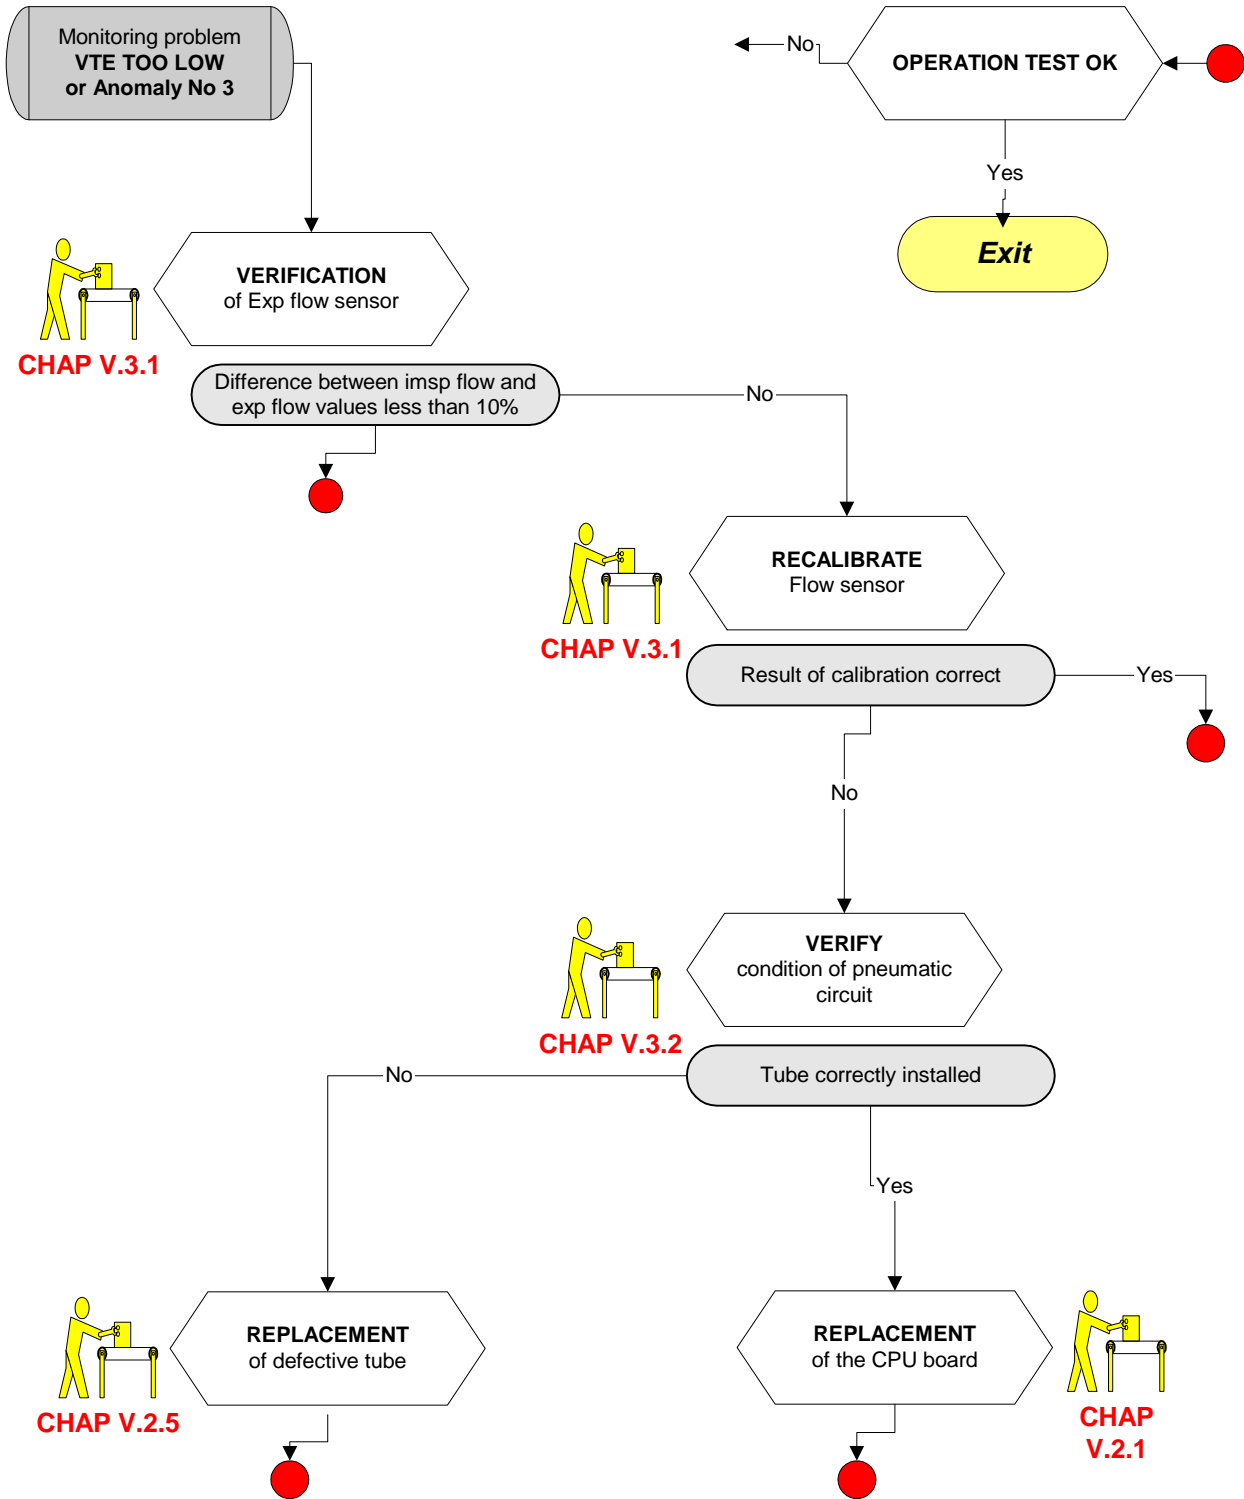 Monitoring problem
VTE TOO LOW
or Anomaly No 3
No
OPERATION TEST OK
Yes
Exit
VERIFICATION
of Exp flow sensor
CHAP V.3.1
Difference between imsp flow and
exp flow values less than 10%
No
RECALIBRATE
Flow sensor
CHAP V.3.1
Result of calibration correct
Yes
No
VERIFY
condition of pneumatic
circuit
CHAP V.3.2
Tube correctly installed
No
Yes
REPLACEMENT
of defective tube
CHAP V.2.5
REPLACEMENT
of the CPU board
CHAP
V.2.1